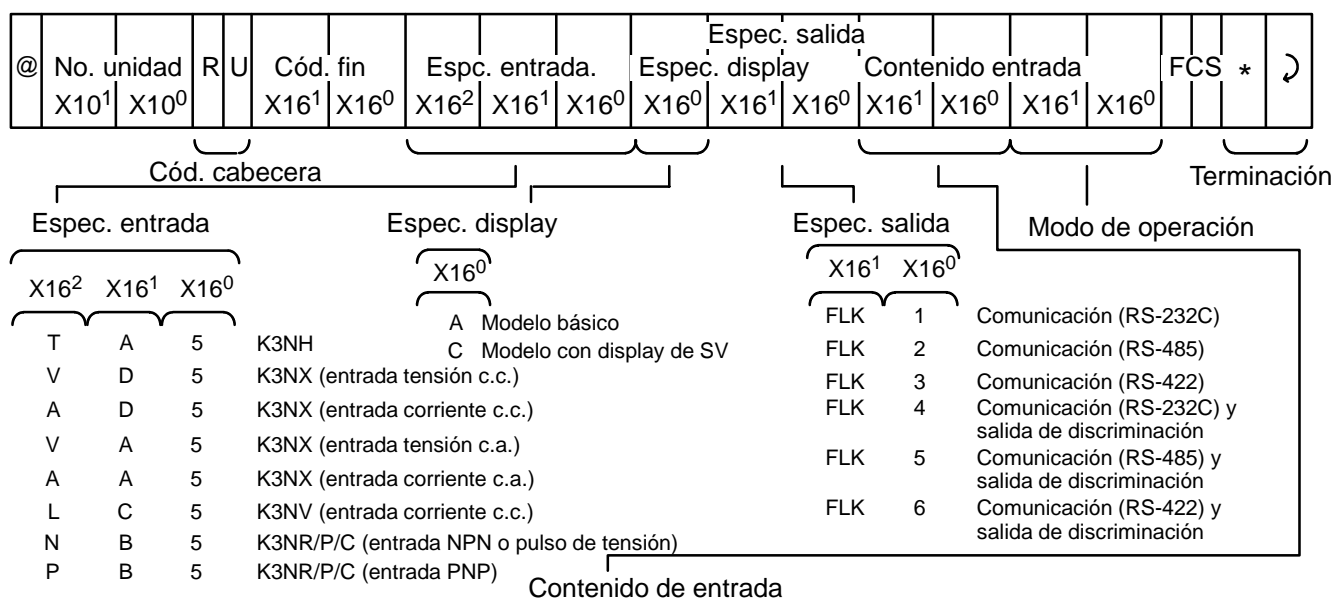 Espec. salida
@ No. unidad R U Cód. fin Espc. entrada. Espec. display Contenido entrada FCS *
X10¹ X10⁰ X16¹ X16⁰ X16² X16¹ X16⁰ X16⁰ X16¹ X16⁰ X16¹ X16⁰ X16¹ X16⁰
Cód. cabecera Terminación
Espec. entrada Espec. display Espec. salida Modo de operación
X16² X16¹ X16⁰ X16⁰ X16¹ X16⁰
T A 5 K3NH
V D 5 K3NX (entrada tensión c.c.)
A D 5 K3NX (entrada corriente c.c.)
V A 5 K3NX (entrada tensión c.a.)
A A 5 K3NX (entrada corriente c.a.)
L C 5 K3NV (entrada corriente c.c.)
N B 5 K3NR/P/C (entrada NPN o pulso de tensión)
P B 5 K3NR/P/C (entrada PNP)
A Modelo básico
C Modelo con display de SV
FLK 1 Comunicación (RS-232C)
FLK 2 Comunicación (RS-485)
FLK 3 Comunicación (RS-422)
FLK 4 Comunicación (RS-232C) y
salida de discriminación
FLK 5 Comunicación (RS-485) y
salida de discriminación
FLK 6 Comunicación (RS-422) y
salida de discriminación
Contenido de entrada